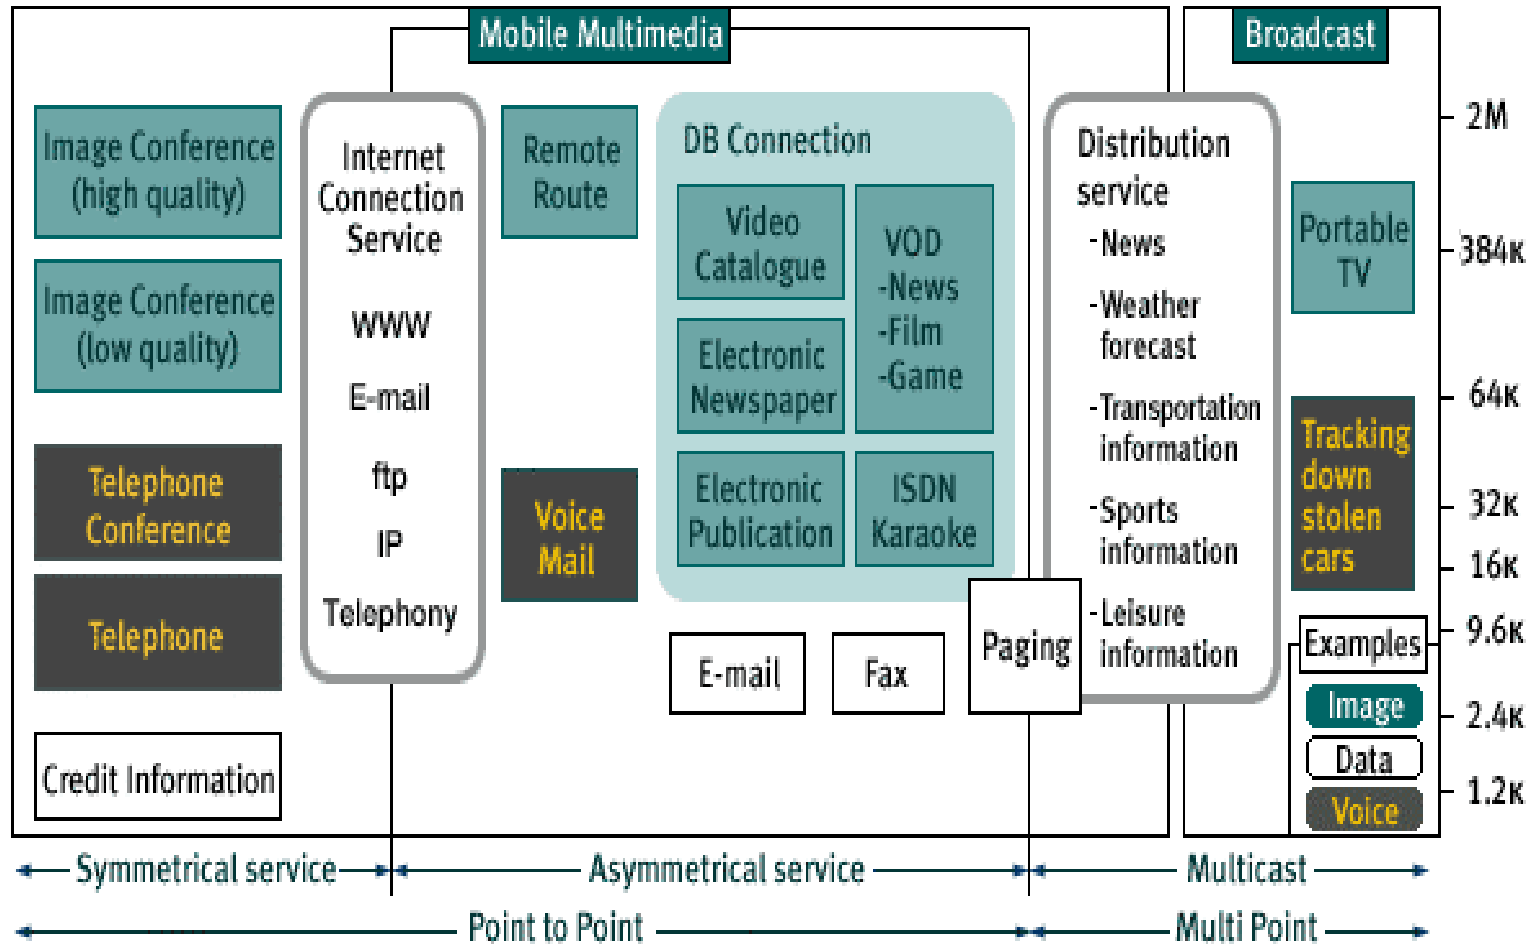 Mobile Multimedia
Broadcast
Image Conference
(high quality)
Image Conference
(low quality)
Telephone
Conference
Telephone
Credit Information
Internet
Connection
Service
WWW
E-mail
ftp
IP
Telephony
Remote
Route
Voice
Mail
DB Connection
Video
Catalogue
Electronic
Newspaper
Electronic
Publication
VOD
-News
-Film
-Game
ISDN
Karaoke
E-mail
Fax
Paging
Distribution
service
-News
-Weather
forecast
-Transportation
information
-Sports
information
-Leisure
information
Portable
TV
Tracking
down
stolen
cars
Examples
Image
Data
Voice
2M
384K
64K
32K
16K
9.6K
2.4K
1.2K
Symmetrical service
Asymmetrical service
Multicast
Point to Point
Multi Point